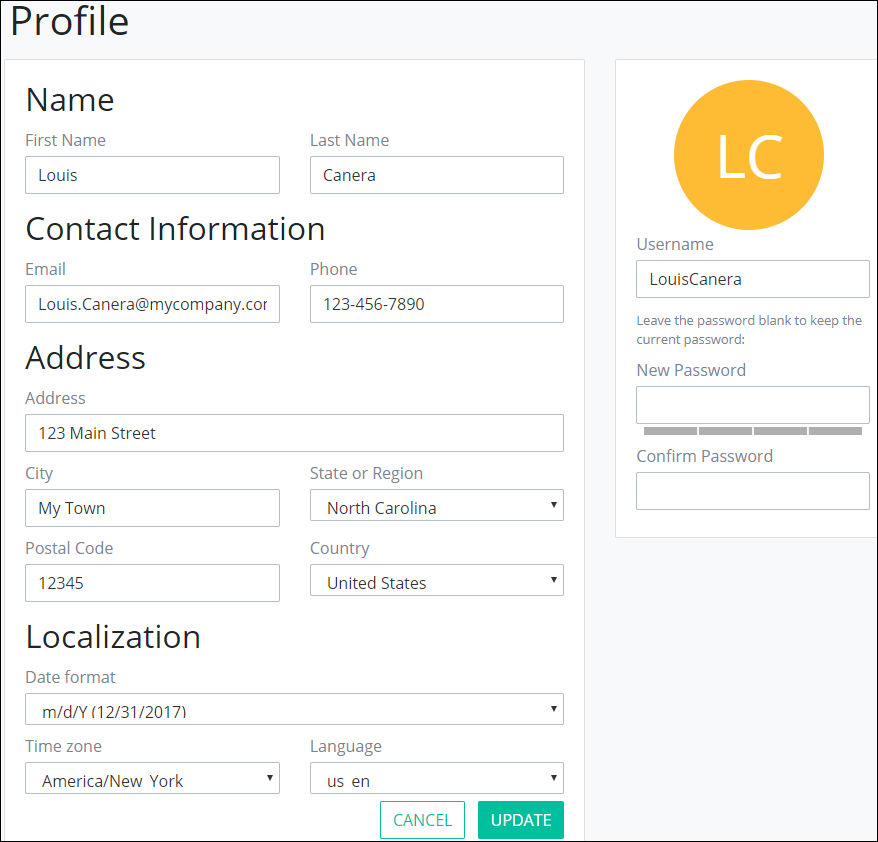 Profile
Name
First Name
Last Name
Louis
Canera
Contact Information
Email
Phone
Louis.Canera@mycompany.cor
123-456-7890
Address
Address
123 Main Street
City
State or Region
My Town
North Carolina
Postal Code
Country
12345
United States
Localization
Date format
m/d/Y (12/31/2017)
Time zone
Language
America/New_York
us_en
CANCEL
UPDATE
LC
Username
LouisCanera
Leave the password blank to keep the
current password:
New Password
Confirm Password